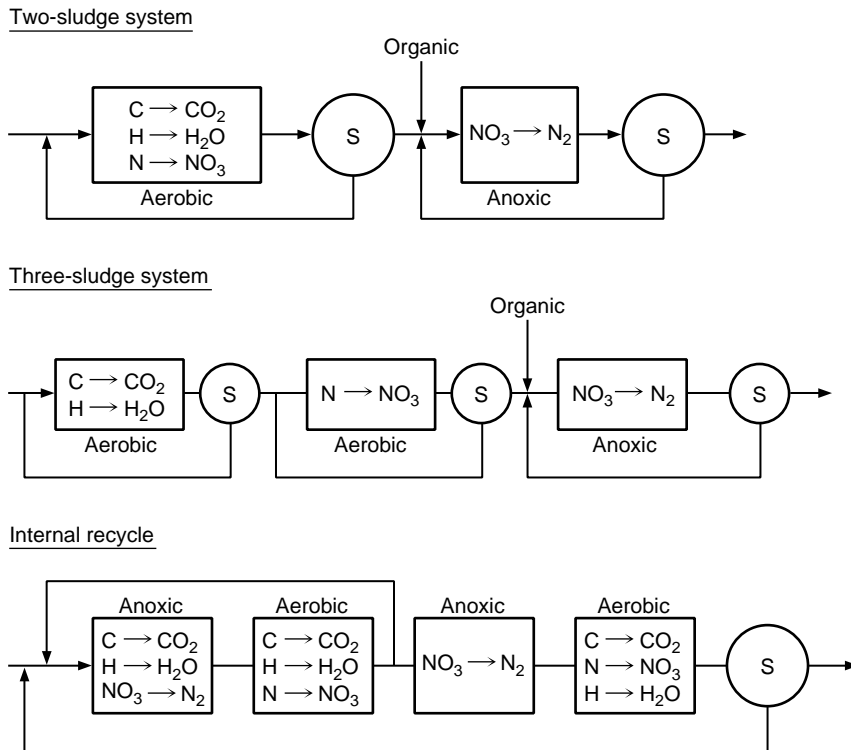 Two-sludge system
Organic
C → CO₂
H → H₂O
N → NO₃
S
NO₃ → N₂
S
Aerobic
Anoxic
Three-sludge system
Organic
C → CO₂
H → H₂O
S
N → NO₃
S
NO₃ → N₂
S
Aerobic
Aerobic
Anoxic
Internal recycle
Anoxic
Aerobic
Anoxic
Aerobic
C → CO₂
H → H₂O
NO₃ → N₂
C → CO₂
H → H₂O
N → NO₃
NO₃ → N₂
C → CO₂
N → NO₃
H → H₂O
S